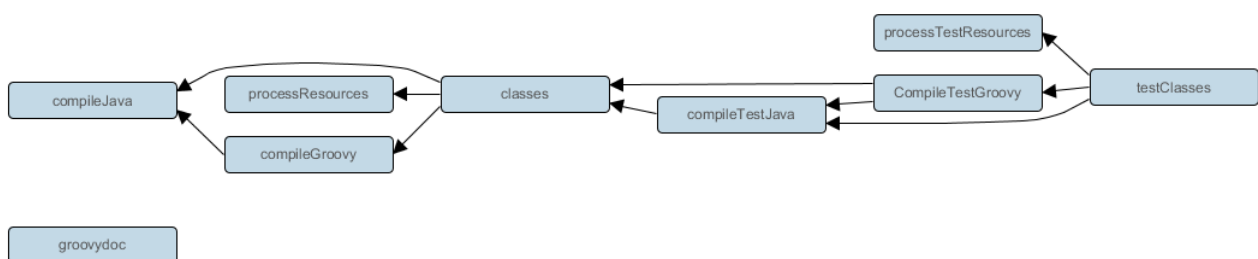 processTestResources
compileJava
processResources
classes
CompileTestGroovy
testClasses
compileTestJava
compileGroovy
groovydoc